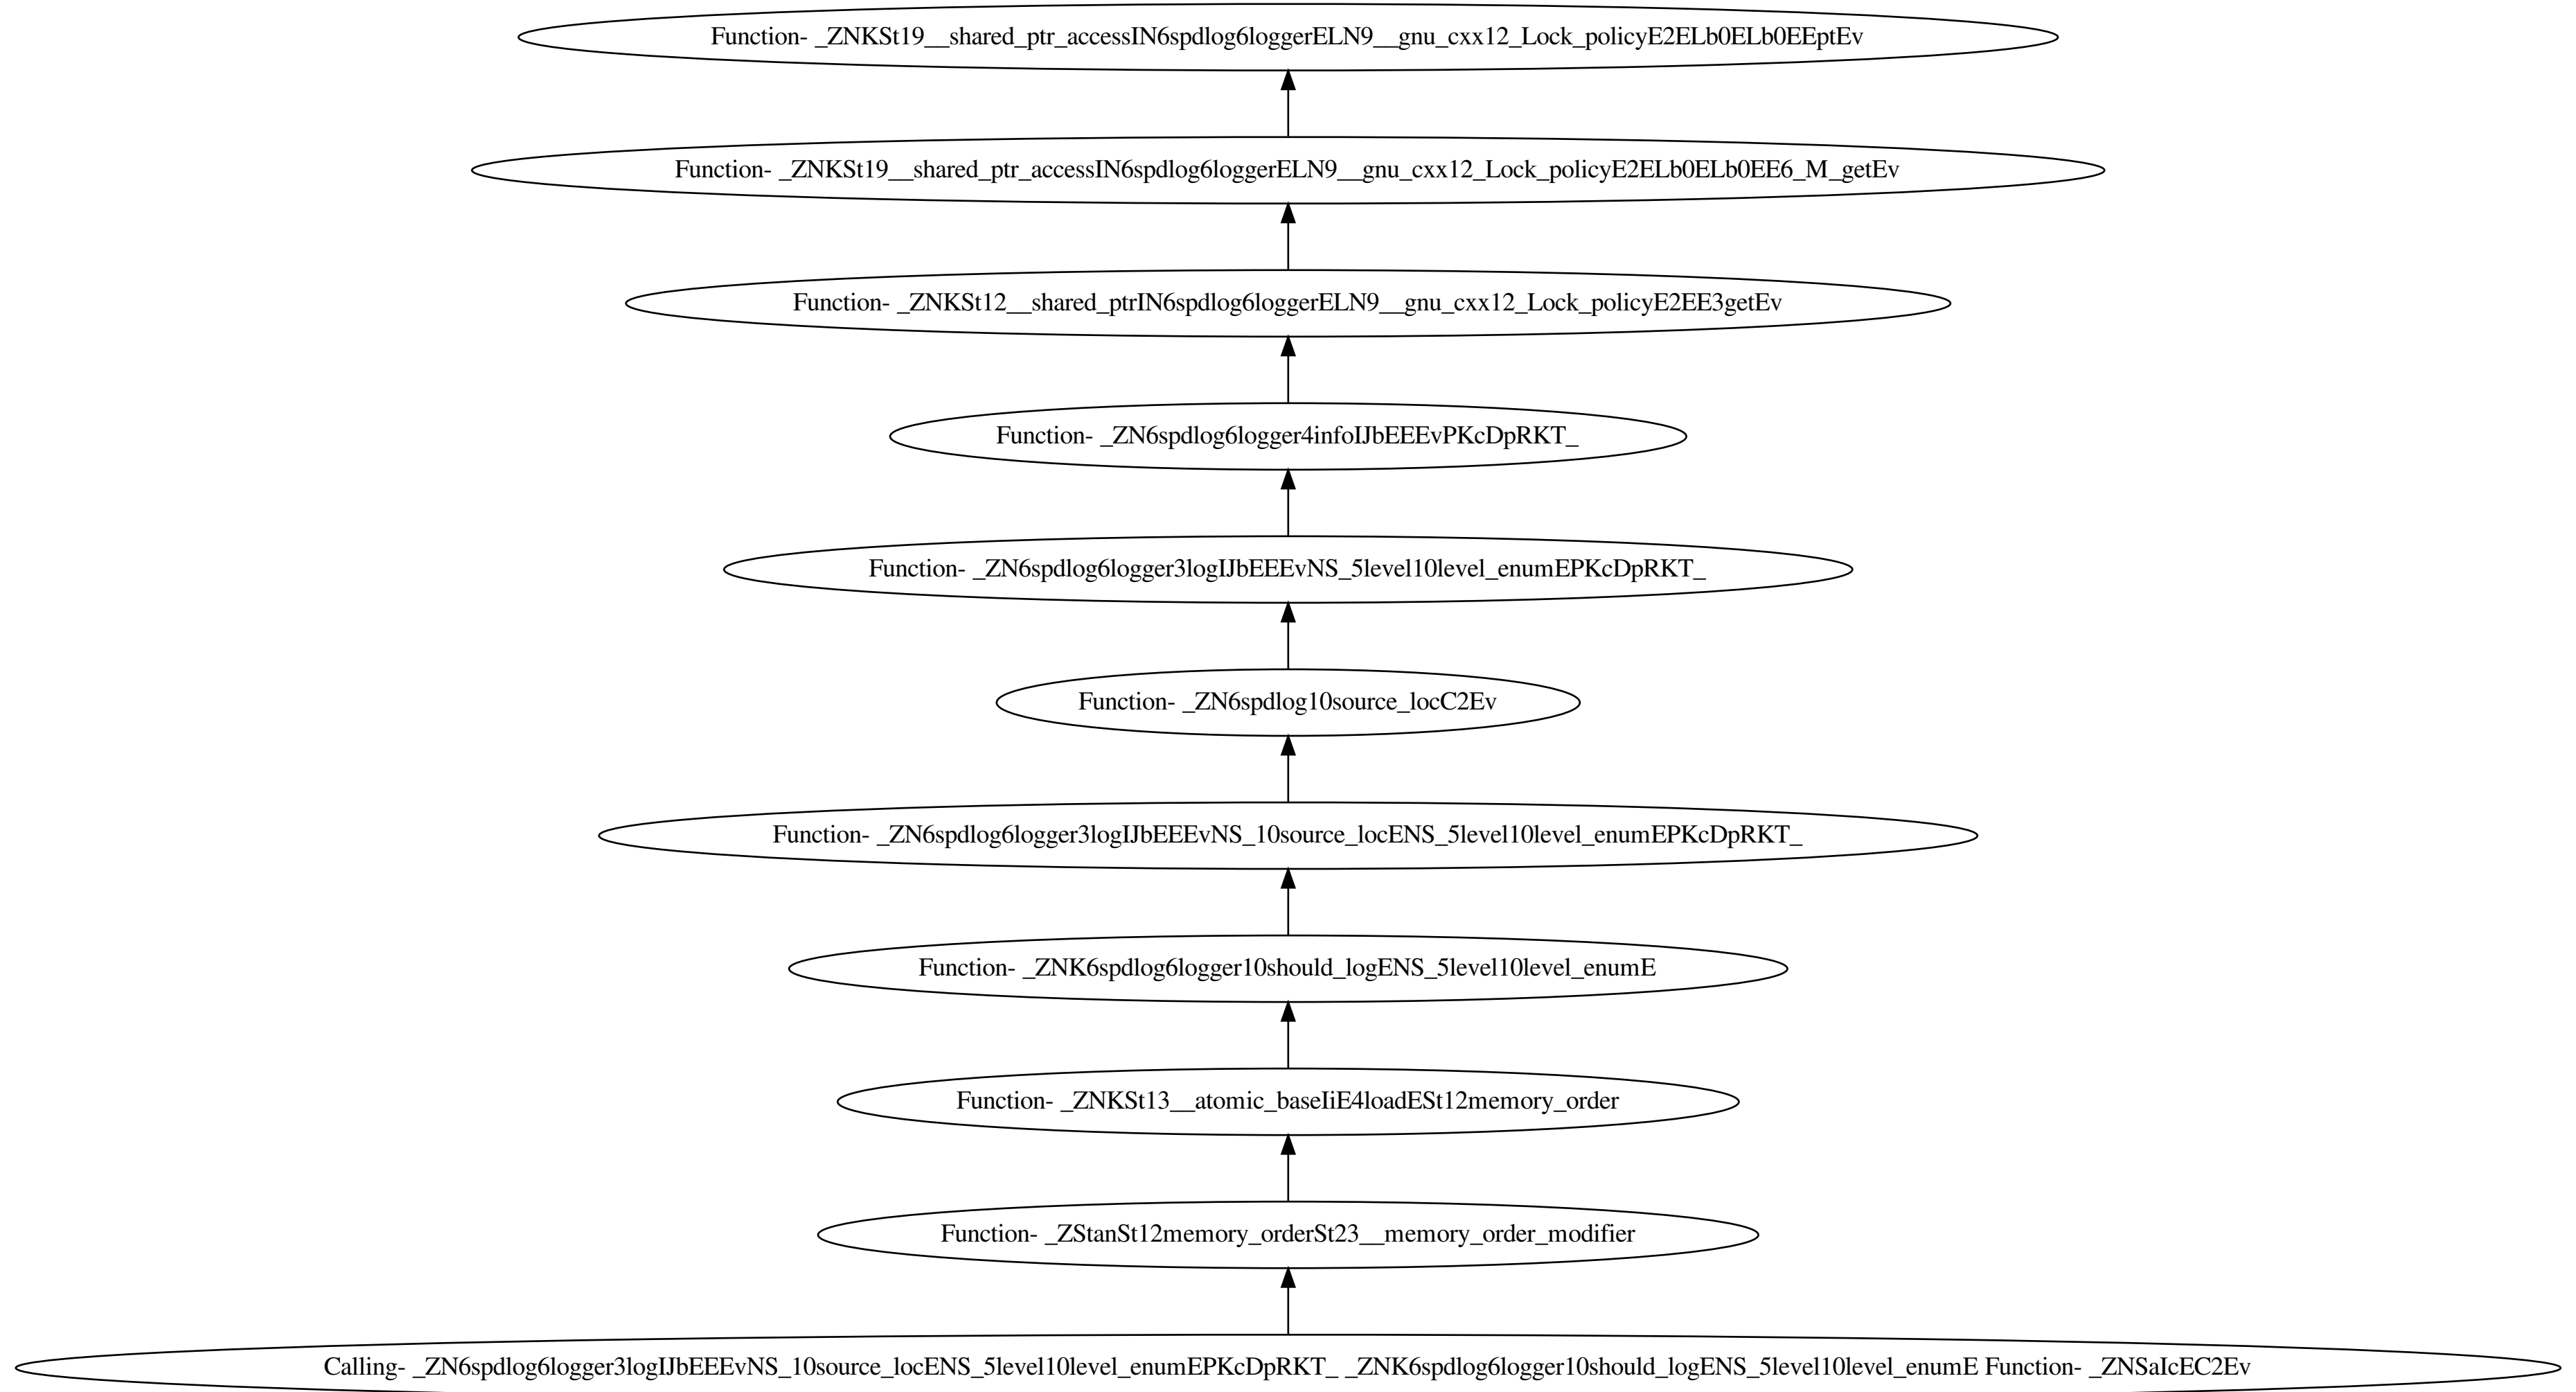 Function- _ZNKSt19__shared_ptr_accessIN6spdlog6loggerELN9__gnu_cxx12_Lock_policyE2ELb0ELb0EEptEv
Function- _ZNKSt19__shared_ptr_accessIN6spdlog6loggerELN9__gnu_cxx12_Lock_policyE2ELb0ELb0EE6_M_getEv
Function- _ZNKSt12__shared_ptrIN6spdlog6loggerELN9__gnu_cxx12_Lock_policyE2EE3getEv
Function- _ZN6spdlog6logger4infoIJbEEEvPKcDpRKT_
Function- _ZN6spdlog6logger3logIJbEEEvNS_5level10level_enumEPKcDpRKT_
Function- _ZN6spdlog10source_locC2Ev
Function- _ZN6spdlog6logger3logIJbEEEvNS_10source_locENS_5level10level_enumEPKcDpRKT_
Function- _ZNK6spdlog6logger10should_logENS_5level10level_enumE
Function- _ZNKSt13__atomic_baseIiE4loadESt12memory_order
Function- _ZStanSt12memory_orderSt23__memory_order_modifier
Calling- _ZN6spdlog6logger3logIJbEEEvNS_10source_locENS_5level10level_enumEPKcDpRKT_ _ZNK6spdlog6logger10should_logENS_5level10level_enumE Function- _ZNSaIcEC2Ev